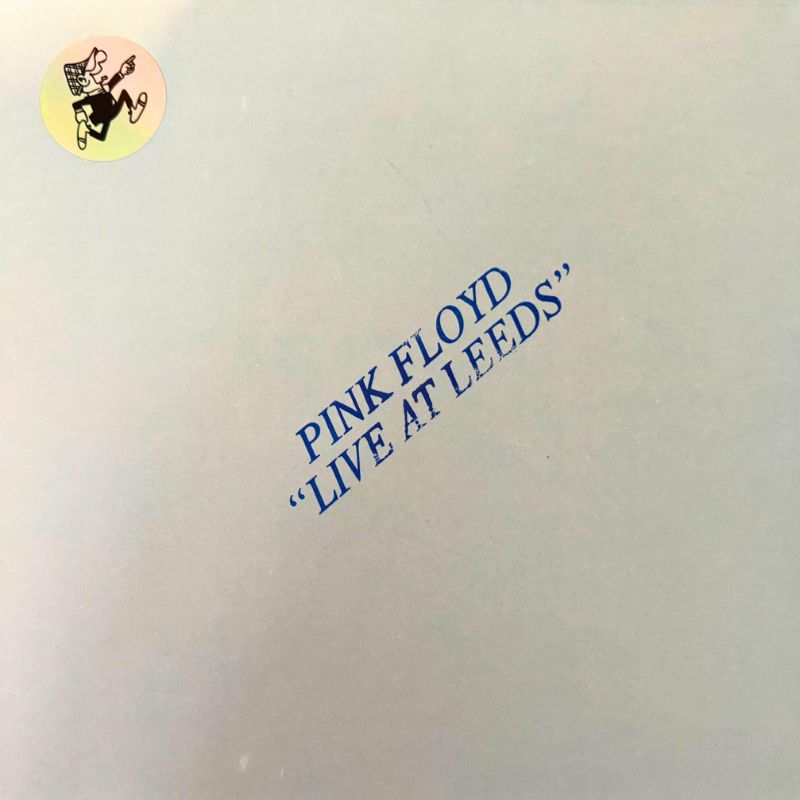 PINK FLOYD
“LIVE AT LEEDS”